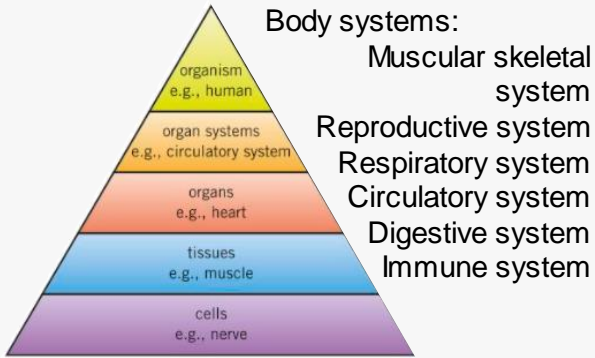 Body systems:
Muscular skeletal
system
Reproductive system
Respiratory system
Circulatory system
Digestive system
Immune system
organism
e.g., human
organ systems
e.g., circulatory system
organs
e.g., heart
tissues
e.g., muscle
cells
e.g., nerve